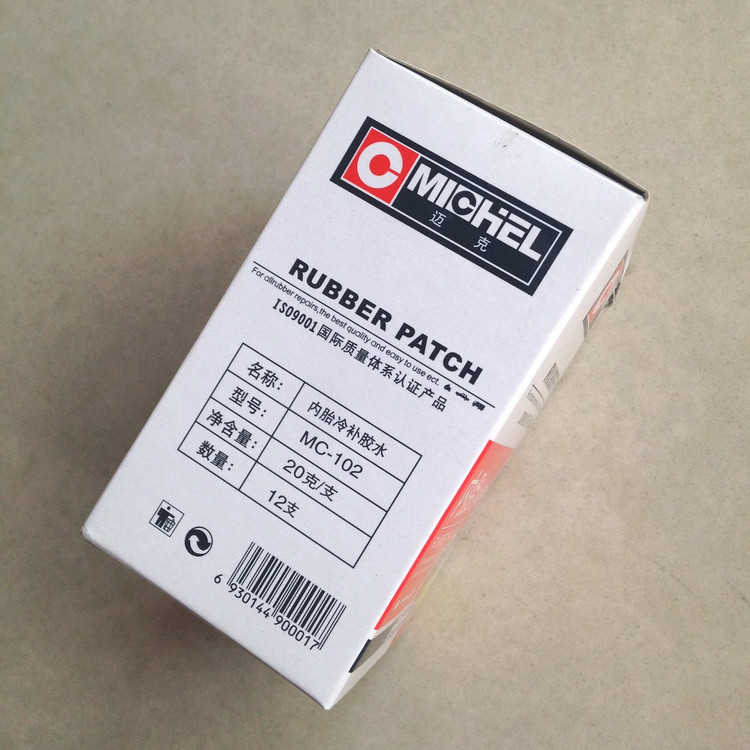 C MICHEL
迈克
RUBBER PATCH
For allrubber repairs,the best quality and easy to use ect.
ISO9001国际质量体系认证产品
名称: 内胎冷补胶水
型号: MC-102
净含量: 20克/支
数量: 12支
6 930144 900017